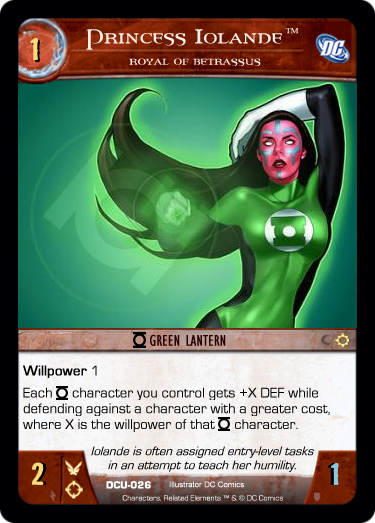 1
PRINCESS IOLANDE™
DC
ROYAL OF BETRASSUS
GREEN LANTERN
Willpower 1
Each character you control gets +X DEF while
defending against a character with a greater cost,
where X is the willpower of that character.
Iolande is often assigned entry-level tasks
in an attempt to teach her humility.
2
1
DCU-026 Illustrator DC Comics
Characters, Related Elements ™ & © DC Comics